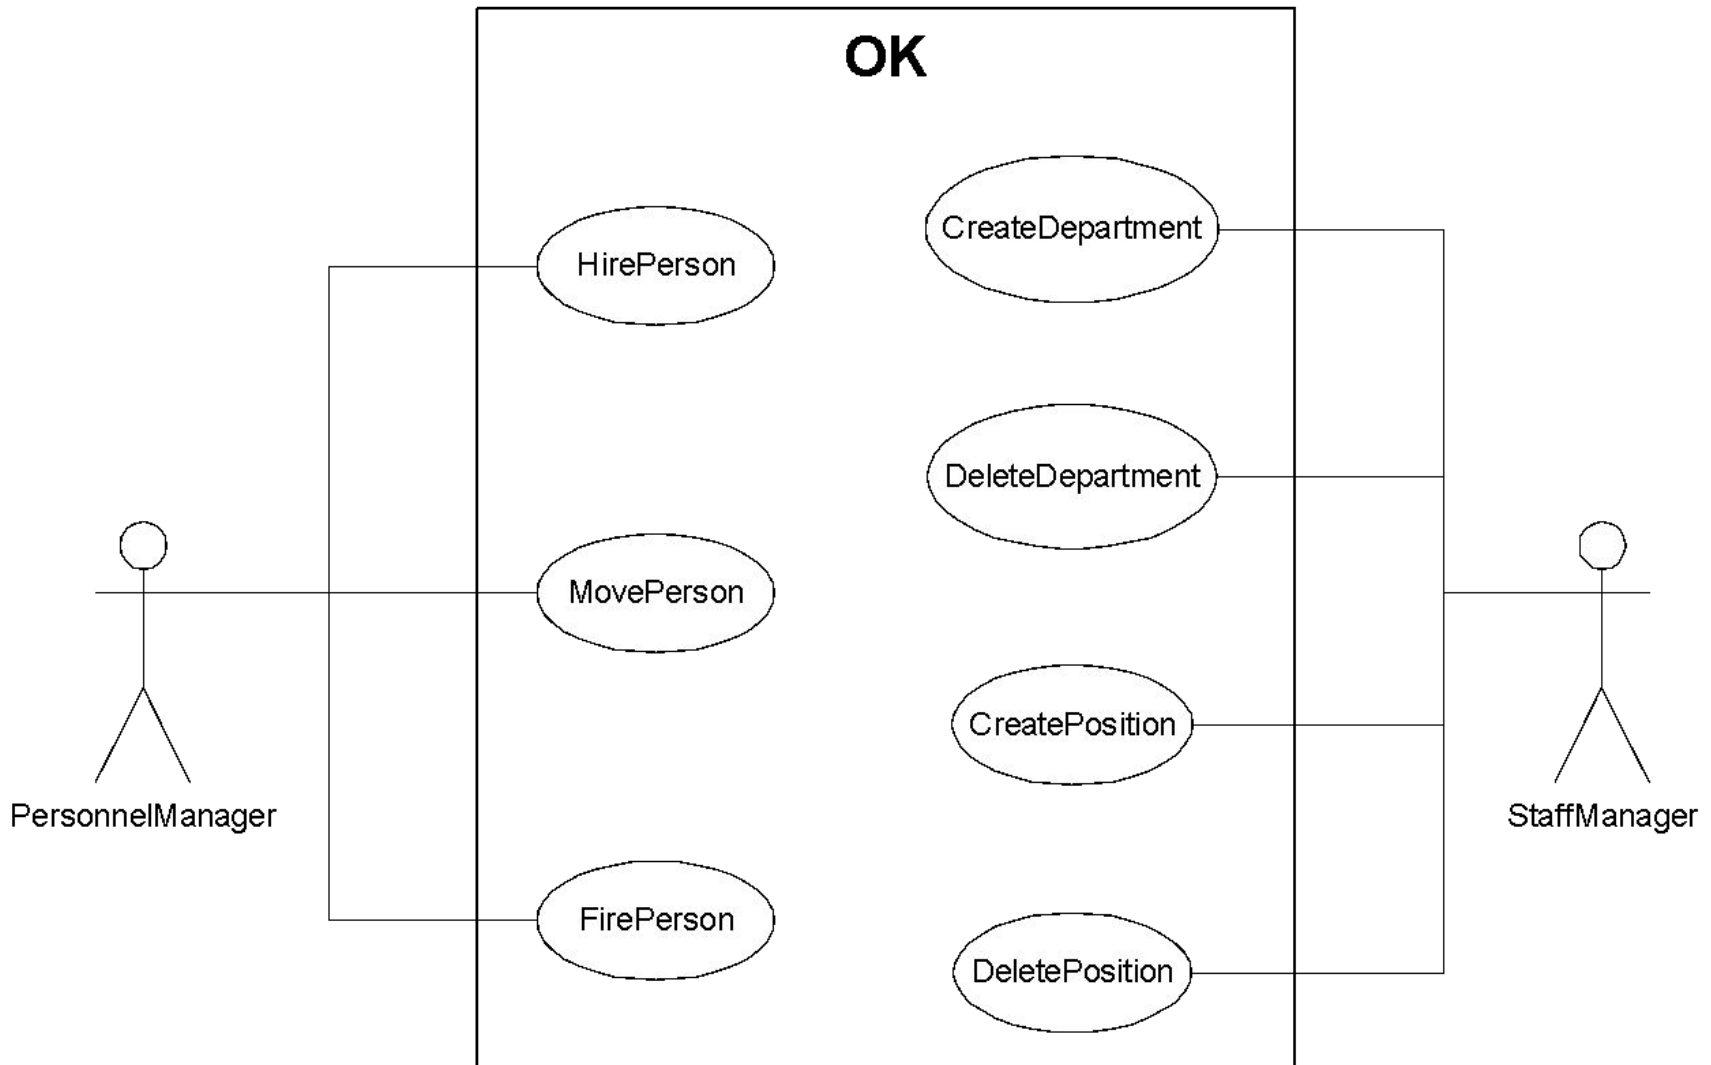 OK
CreateDepartment
HirePerson
DeleteDepartment
MovePerson
CreatePosition
PersonnelManager
StaffManager
FirePerson
DeletePosition